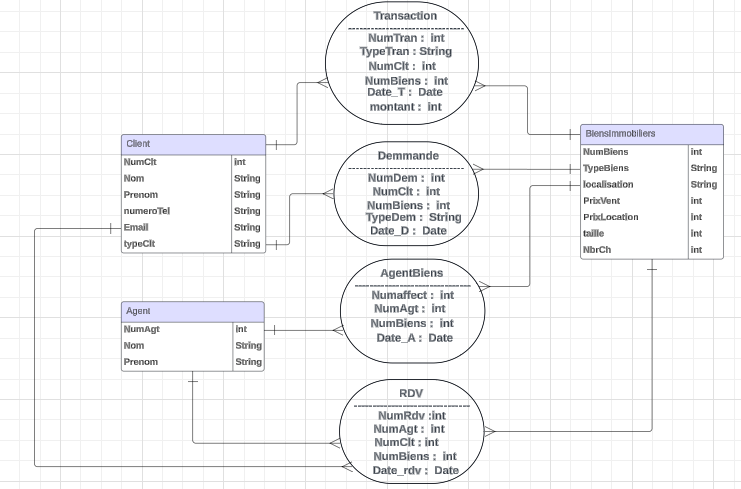 Transaction
NumTran : int
TypeTran : String
NumClt : int
NumBiens : int
Date_T : Date
montant : int
Client
NumClt int
Nom String
Prenom String
numeroTel String
Email String
typeClt String
BiensImmobiliers
NumBiens int
TypeBiens String
localisation String
PrixVent int
PrixLocation int
taille int
NbrCh int
Demmande
NumDem : int
NumClt : int
NumBiens : int
TypeDem : String
Date_D : Date
AgentBiens
Numaffect : int
NumAgt : int
NumBiens : int
Date_A : Date
Agent
NumAgt int
Nom String
Prenom String
RDV
NumRdv :int
NumAgt : int
NumClt : int
NumBiens : int
Date_rdv : Date